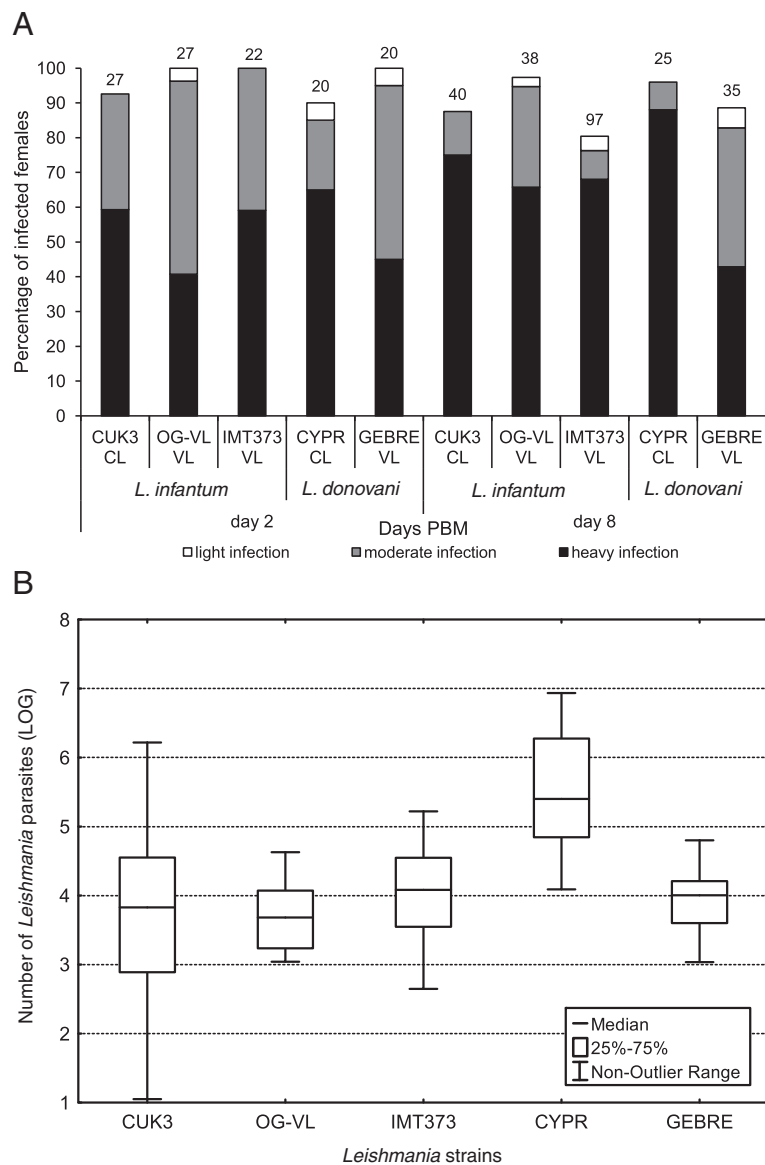 A
27 27 22 20 20 40 38 97 25 35
Percentage of infected females
100
90
80
70
60
50
40
30
20
10
0
CUK3 OG-VL IMT373 CYPR GEBRE CUK3 OG-VL IMT373 CYPR GEBRE
CL VL VL CL VL CL VL VL CL VL
L. infantum L. donovani L. infantum L. donovani
day 2 day 8
Days PBM
light infection moderate infection heavy infection
B
Number of Leishmania parasites (LOG)
8
7
6
5
4
3
2
1
Median
25%-75%
Non-Outlier Range
CUK3 OG-VL IMT373 CYPR GEBRE
Leishmania strains